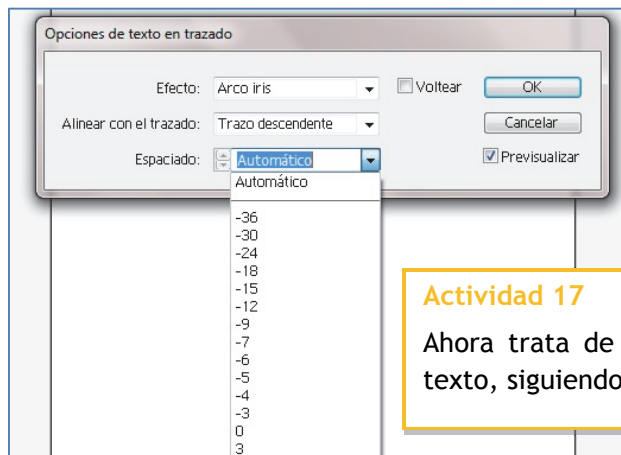 Opciones de texto en trazado
Efecto: Arco iris Voltear OK
Alinear con el trazado: Trazo descendente Cancelar
Espaciado: Automático Previsualizar
Automático
-36
-30
-24
-18
-15
-12
-9
-7
-6
-5
-4
-3
0
3
Actividad 17
Ahora trata de
texto, siguiendo